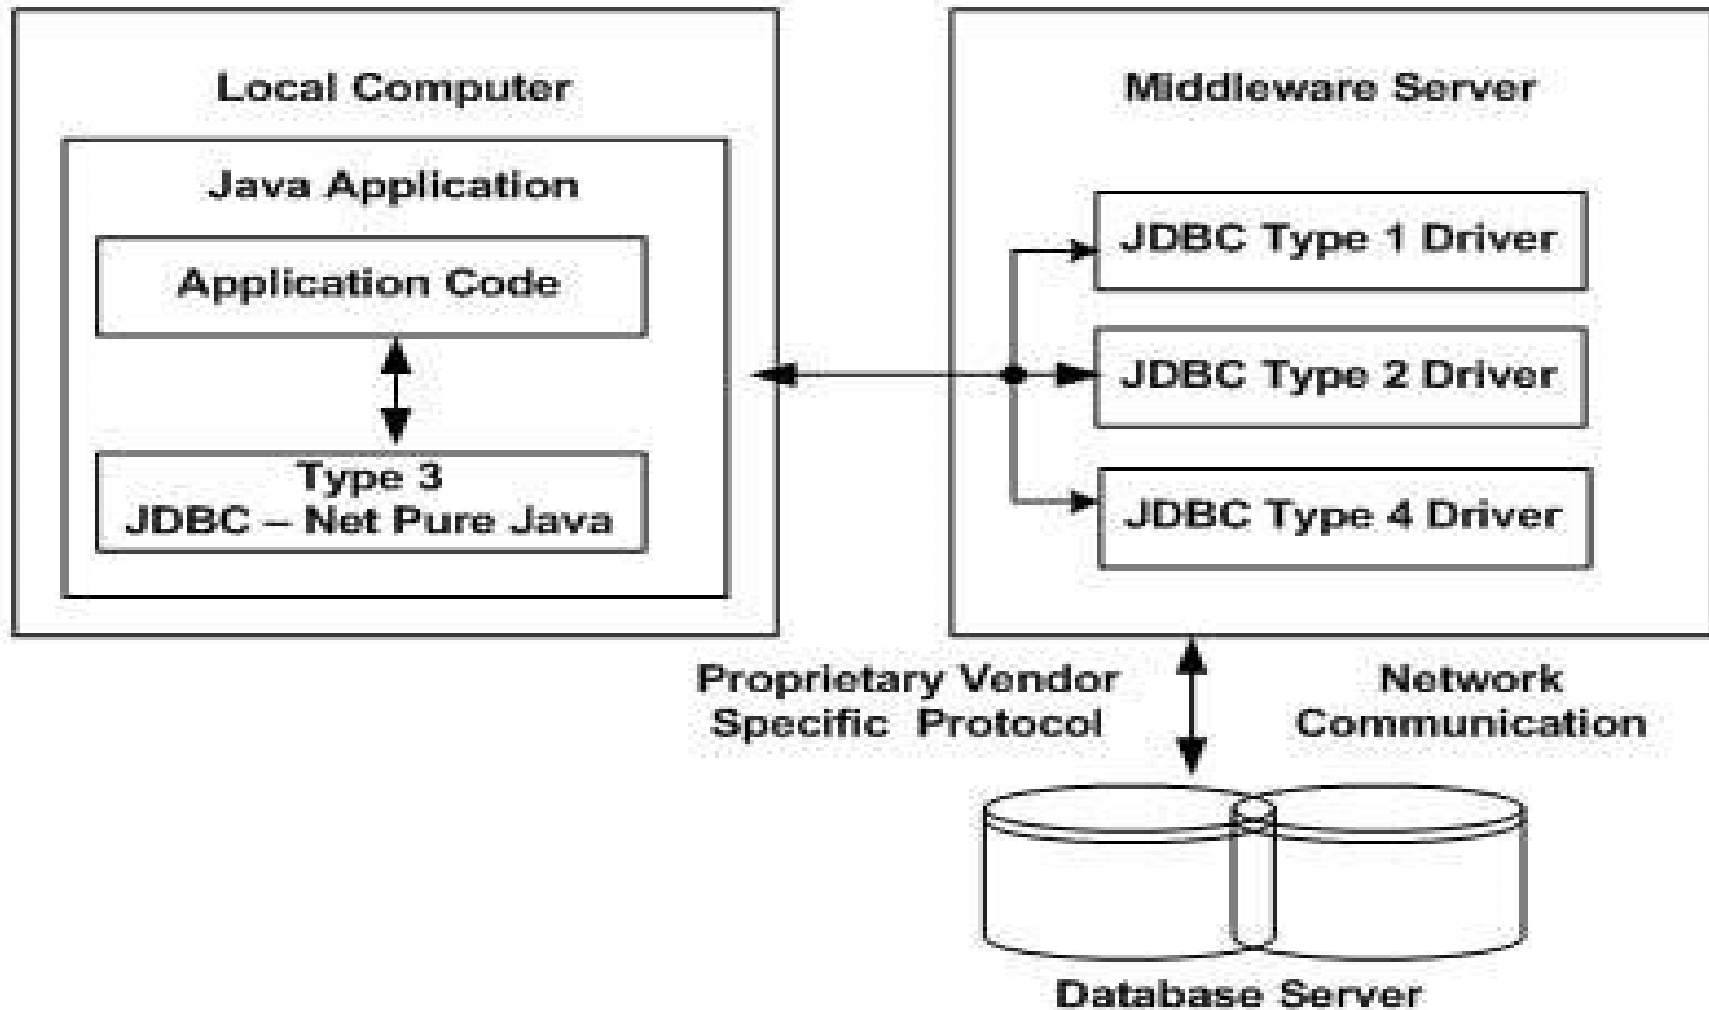 Local Computer
Java Application
Application Code
Type 3
JDBC – Net Pure Java
Middleware Server
JDBC Type 1 Driver
JDBC Type 2 Driver
JDBC Type 4 Driver
Proprietary Vendor
Specific Protocol
Network
Communication
Database Server